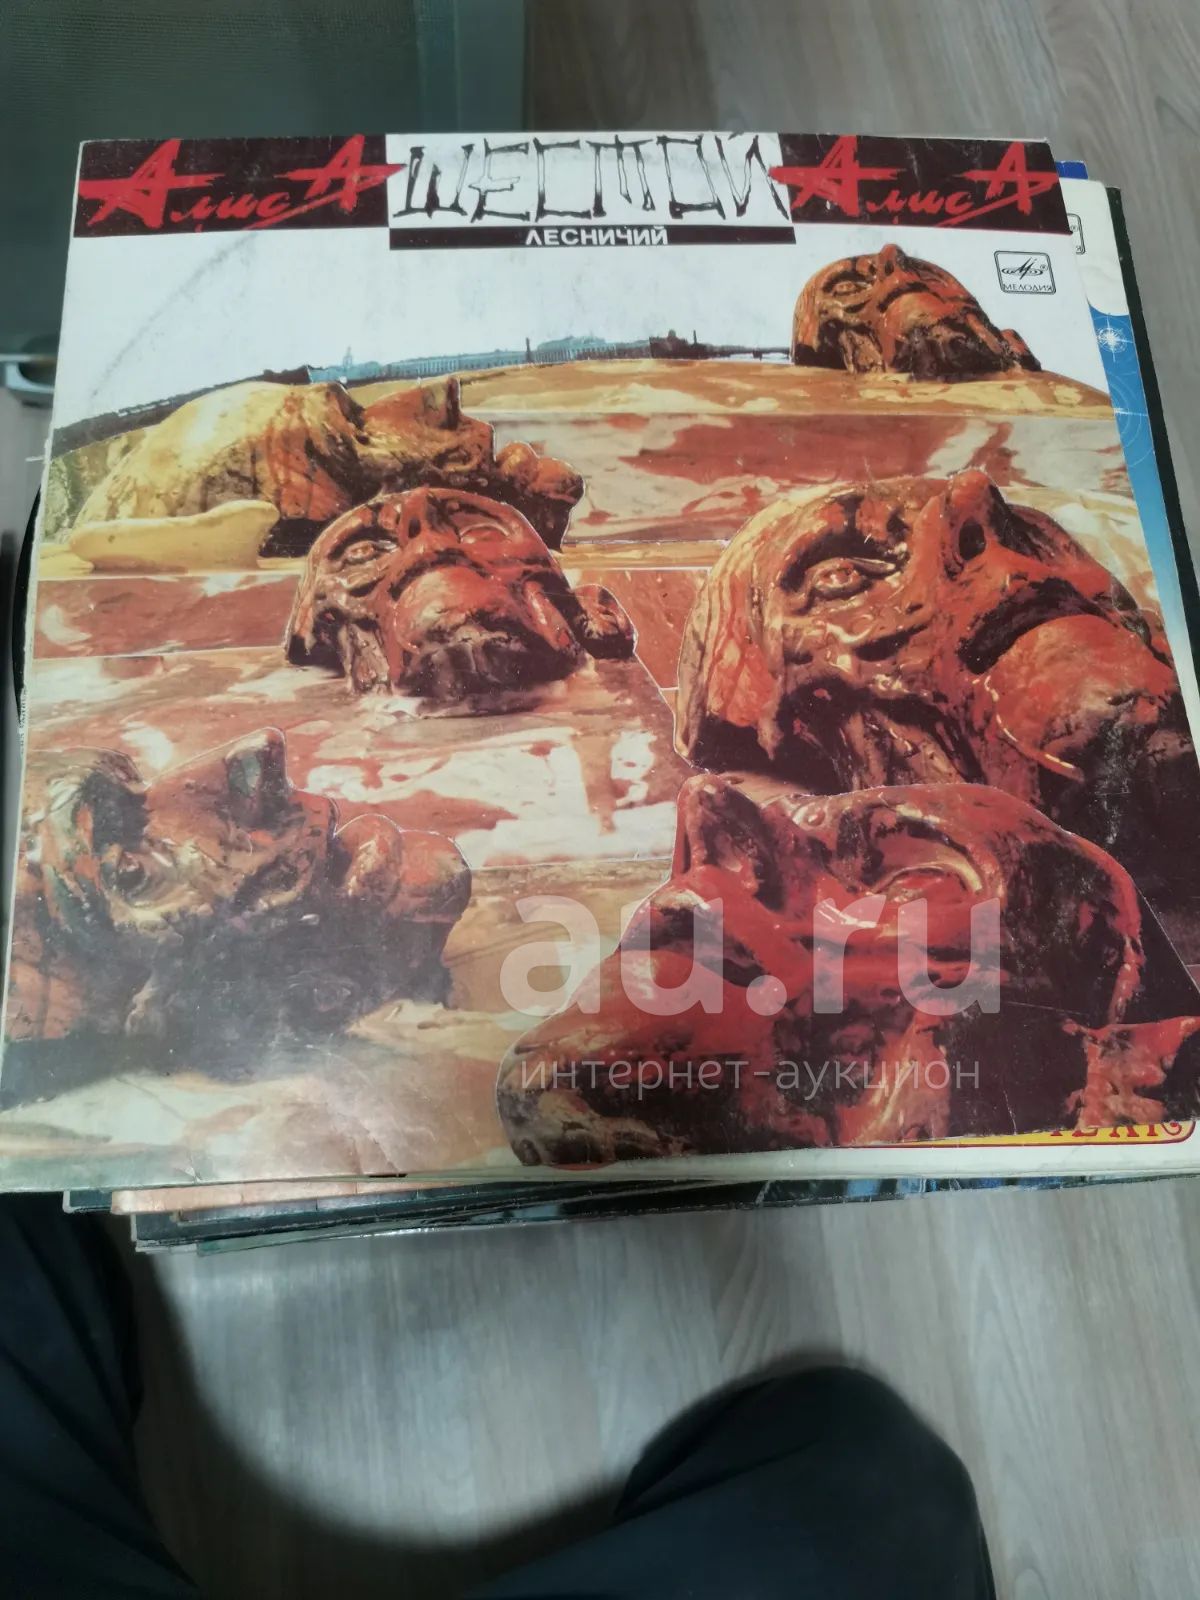 АлисА ШЕСТОЙ АлисА
ЛЕСНИЧИЙ
МЕЛОДИЯ
au.ru
интернет-аукцион